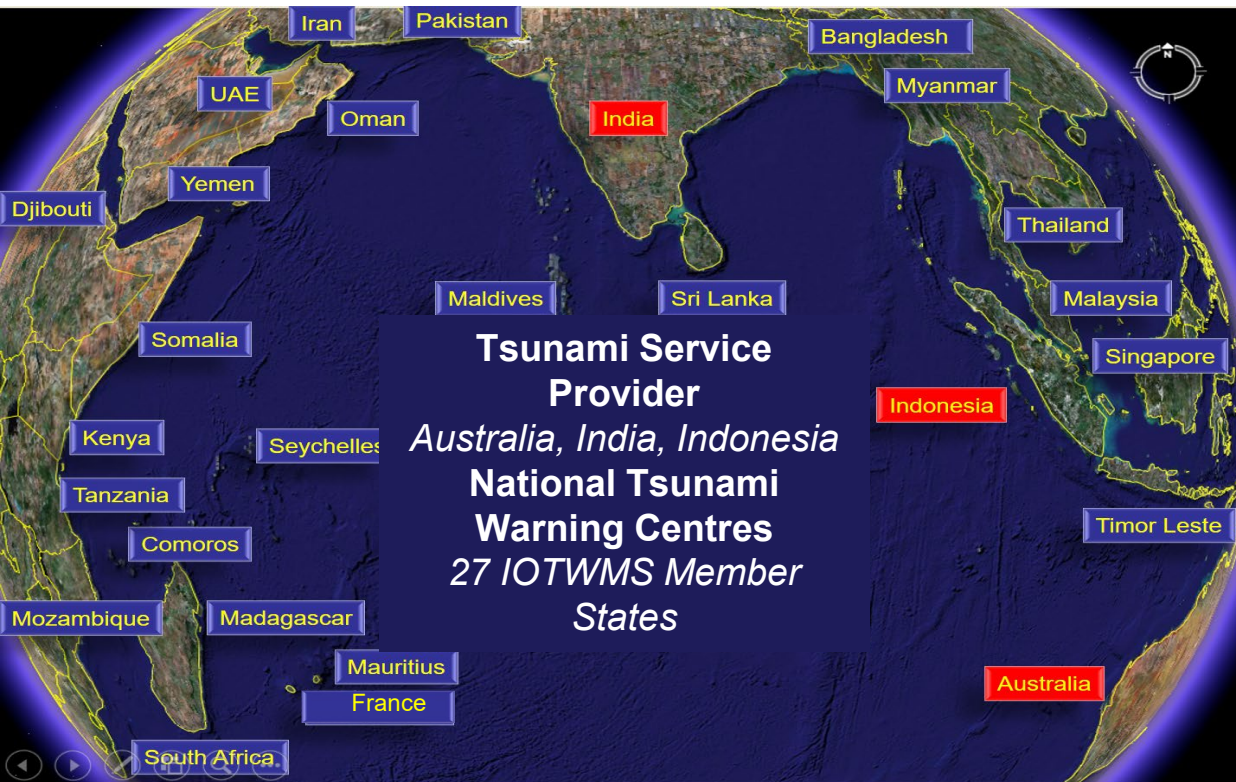 Iran
Pakistan
Bangladesh
N
UAE
Myanmar
Oman
India
Yemen
Djibouti
Thailand
Maldives
Sri Lanka
Malaysia
Somalia
Singapore
Tsunami Service
Provider
Australia, India, Indonesia
National Tsunami
Warning Centres
27 IOTWMS Member
States
Indonesia
Kenya
Seychelles
Tanzania
Timor Leste
Comoros
Mozambique
Madagascar
Mauritius
France
Australia
South Africa